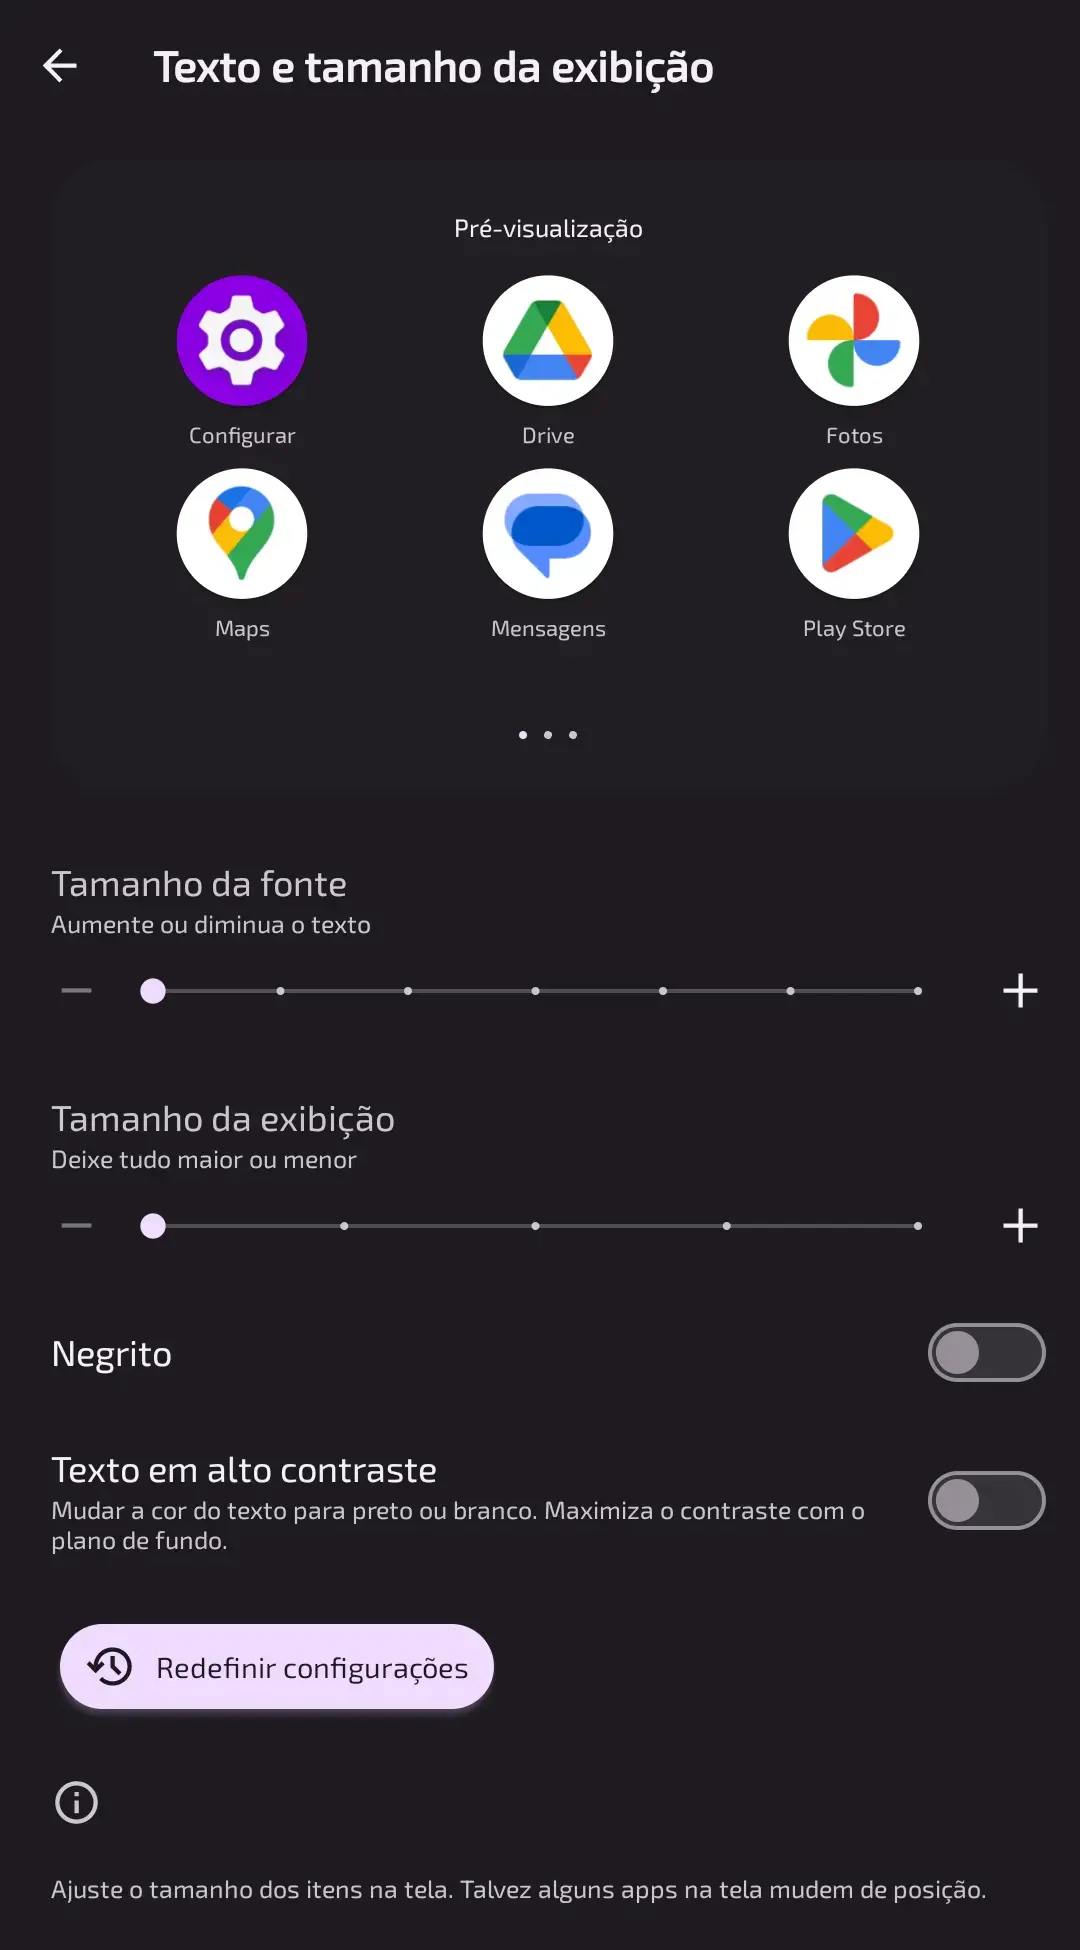 Texto e tamanho da exibição
Pré-visualização
Configurar
Drive
Fotos
Maps
Mensagens
Play Store
Tamanho da fonte
Aumente ou diminua o texto
Tamanho da exibição
Deixe tudo maior ou menor
Negrito
Texto em alto contraste
Mudar a cor do texto para preto ou branco. Maximiza o contraste com o
plano de fundo.
Redefinir configurações
Ajuste o tamanho dos itens na tela. Talvez alguns apps na tela mudem de posição.